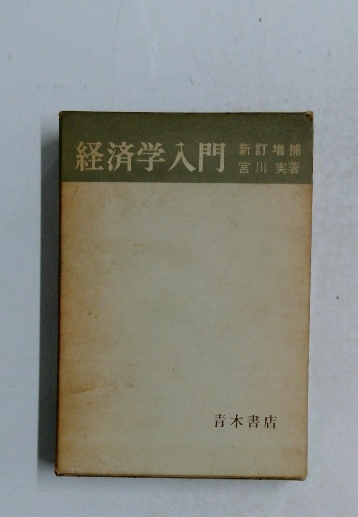 経済学入門
新訂増補
宮川実著
青木書店